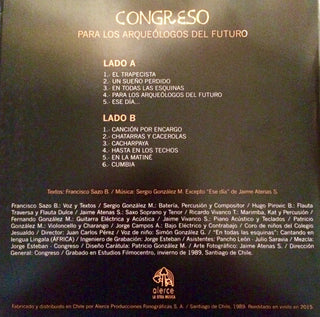 CONGRESO
PARA LOS ARQUEÓLOGOS DEL FUTURO
LADO A
1.- EL TRAPECISTA
2.- UN SUEÑO PERDIDO
3.- EN TODAS LAS ESQUINAS
4.- PARA LOS ARQUEÓLOGOS DEL FUTURO
5.- ESE DÍA...
LADO B
1.- CANCIÓN POR ENCARGO
2.- CHATARRAS Y CACEROLAS
3.- CACHARPAYA
4.- HASTA EN LOS TECHOS
5.- EN LA MATINÉ
6.- CUMBIA
Textos: Francisco Sazo B. / Música: Sergio González M. Excepto "Ese día" de Jaime Atenas S.
Francisco Sazo B.: Voz y Textos / Sergio González M.: Batería, Percusión y Compositor / Hugo Pirovic B.: Flauta
Traversa y Flauta Dulce / Jaime Atenas S.: Saxo Soprano y Tenor / Ricardo Vivanco T.: Marimba, Kat y Percusión /
Fernando González M.: Guitarra Eléctrica y Acústica / Jaime Vivanco S.: Piano Acústico y Teclados / Patricio
González M.: Violoncello y Charango / Jorge Campos A.: Bajo Eléctrico y Contrabajo / Coro de niños del Colegio
Jesualdo / Director: Juan Carlos Pérez / Voz de niño: Simón González G. / "En todas las esquinas": Cantando en
lengua Lingala (ÁFRICA) / Ingeniero de Grabación: Jorge Esteban / Asistentes: Pancho León - Julio Saravia / Mezcla:
Jorge Esteban - Congreso / Diseño Carátula: Patricio González M. / Arte Fotográfico: Jaime Atenas S. / Dirección
General: Congreso / Grabado en Estudios Filmocentro, invierno de 1989, Santiago de Chile.
alerce
LA OTRA MÚSICA
Fabricado y distribuido en Chile por Alerce Producciones Fonográficas S. A. / Santiago de Chile, 1989. Reeditado en vinilo en 2015